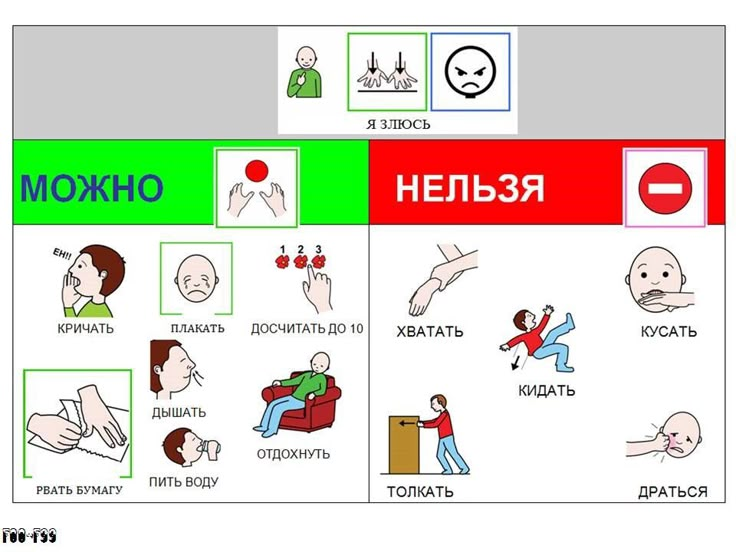 Я ЗЛЮСЬ
МОЖНО
НЕЛЬЗЯ
ЕН!!
1 2 3
КРИЧАТЬ
ПЛАКАТЬ
ДОСЧИТАТЬ ДО 10
ХВАТАТЬ
КУСАТЬ
КИДАТЬ
ДЫШАТЬ
ОТДОХНУТЬ
ПИТЬ ВОДУ
РВАТЬ БУМАГУ
ТОЛКАТЬ
ДРАТЬСЯ